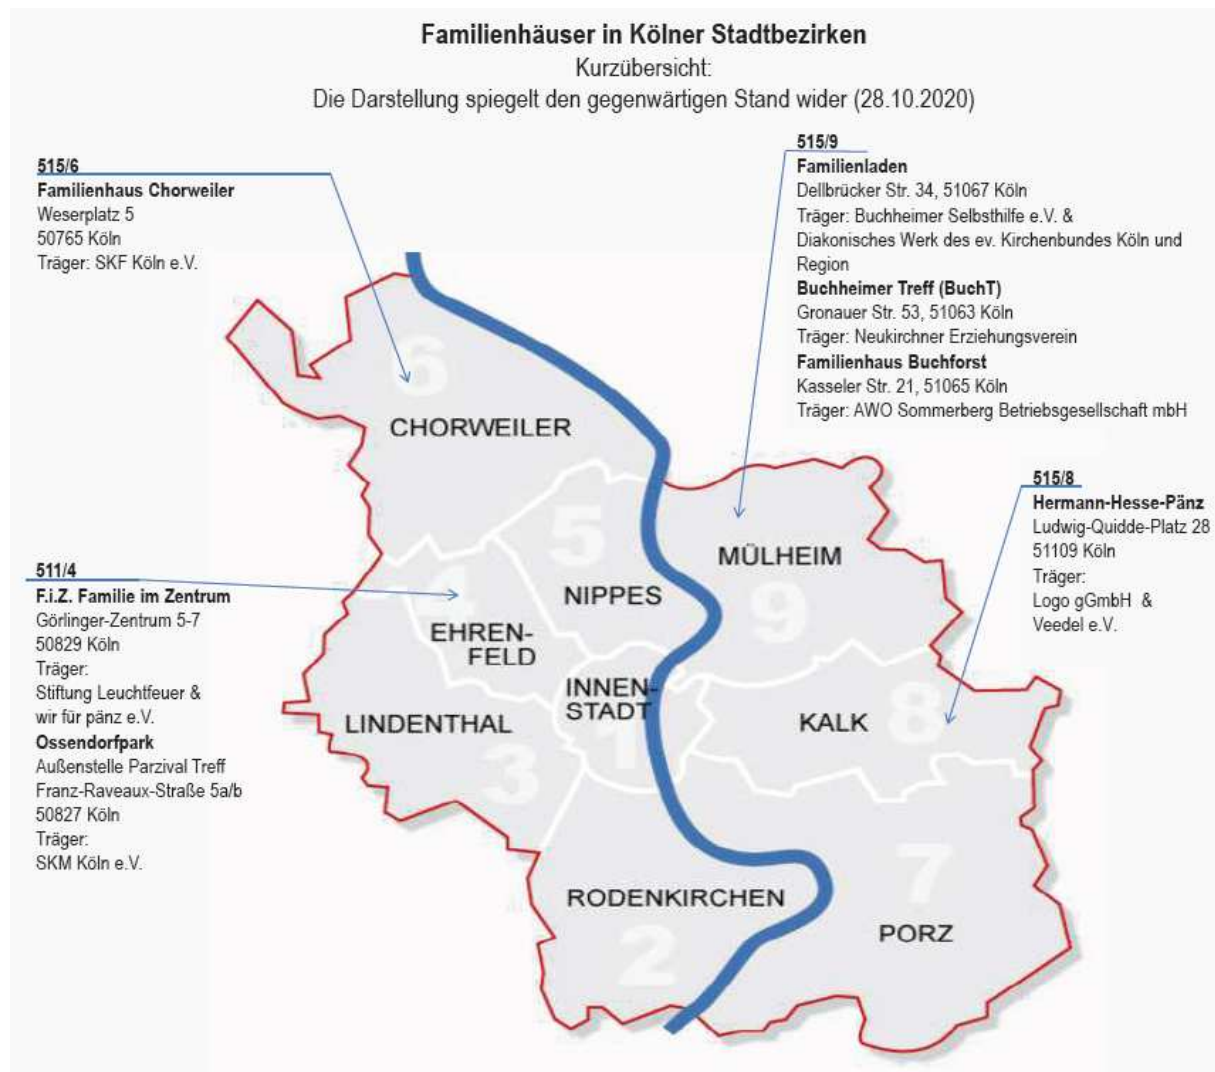 Familienhäuser in Kölner Stadtbezirken
Kurzübersicht:
Die Darstellung spiegelt den gegenwärtigen Stand wider (28.10.2020)
515/6
Familienhaus Chorweiler
Weserplatz 5
50765 Köln
Träger: SKF Köln e.V.
515/9
Familienladen
Dellbrücker Str. 34, 51067 Köln
Träger: Buchheimer Selbsthilfe e.V. &
Diakonisches Werk des ev. Kirchenbundes Köln und
Region
Buchheimer Treff (BuchT)
Gronauer Str. 53, 51063 Köln
Träger: Neukirchner Erziehungsverein
Familienhaus Buchforst
Kasseler Str. 21, 51065 Köln
Träger: AWO Sommerberg Betriebsgesellschaft mbH
515/8
Hermann-Hesse-Pänz
Ludwig-Quidde-Platz 28
51109 Köln
Träger:
Logo gGmbH &
Veedel e.V.
511/4
F.i.Z. Familie im Zentrum
Görlinger-Zentrum 5-7
50829 Köln
Träger:
Stiftung Leuchtfeuer &
wir für pänz e.V.
Ossendorfpark
Außenstelle Parzival Treff
Franz-Raveaux-Straße 5a/b
50827 Köln
Träger:
SKM Köln e.V.
6
CHORWEILER
5
NIPPES
MÜLHEIM
9
4
EHREN-
FELD
INNEN-
STADT
1
LINDENTHAL
3
KALK
8
RODENKIRCHEN
2
7
PORZ